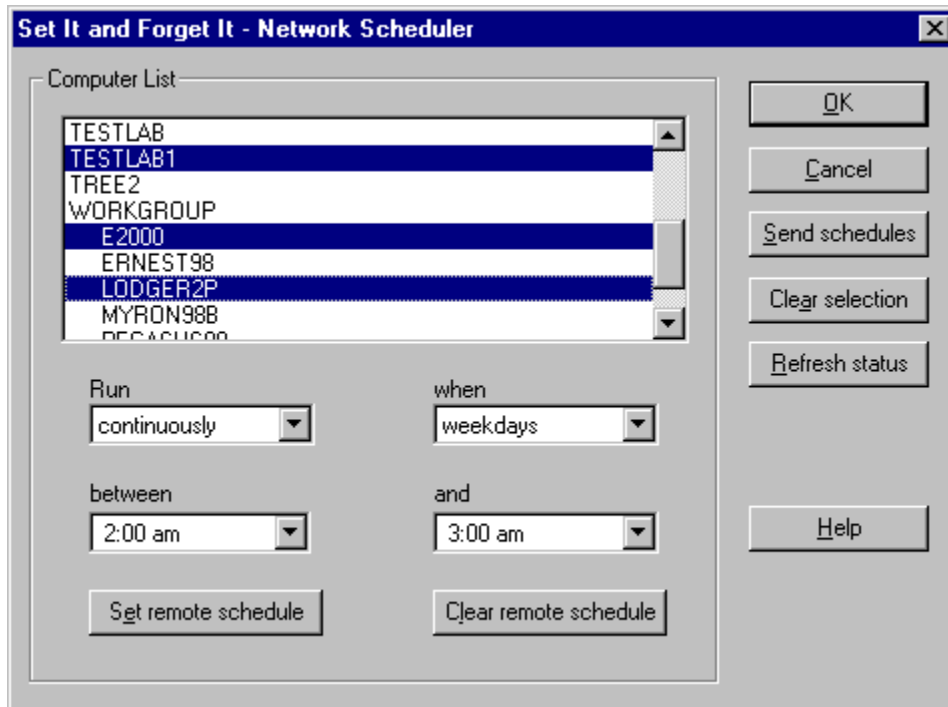 Set It and Forget It - Network Scheduler
Computer List
TESTLAB
TESTLAB1
TREE2
WORKGROUP
E2000
ERNEST98
LODGER2P
MYRON98B
OK
Cancel
Send schedules
Clear selection
Refresh status
Run
when
continuously
weekdays
between
and
2:00 am
3:00 am
Help
Set remote schedule
Clear remote schedule